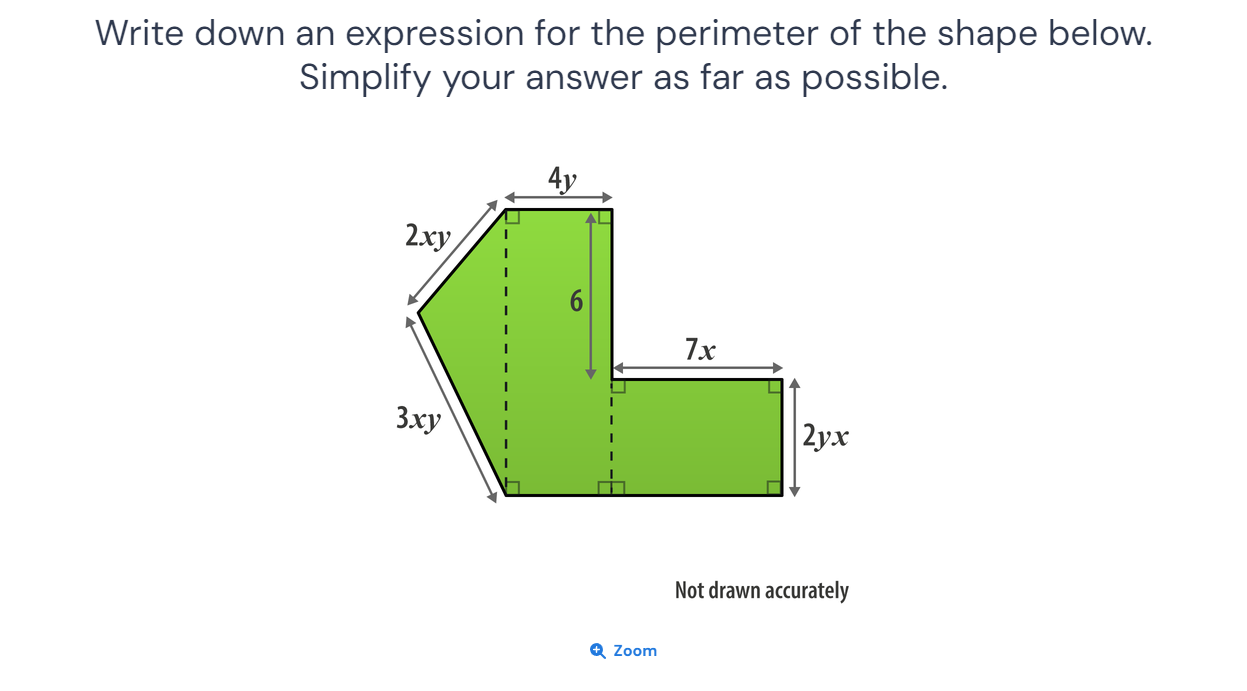 Write down an expression for the perimeter of the shape below.
Simplify your answer as far as possible.
4y
2xy
6
7x
3xy
2yx
Not drawn accurately
Zoom